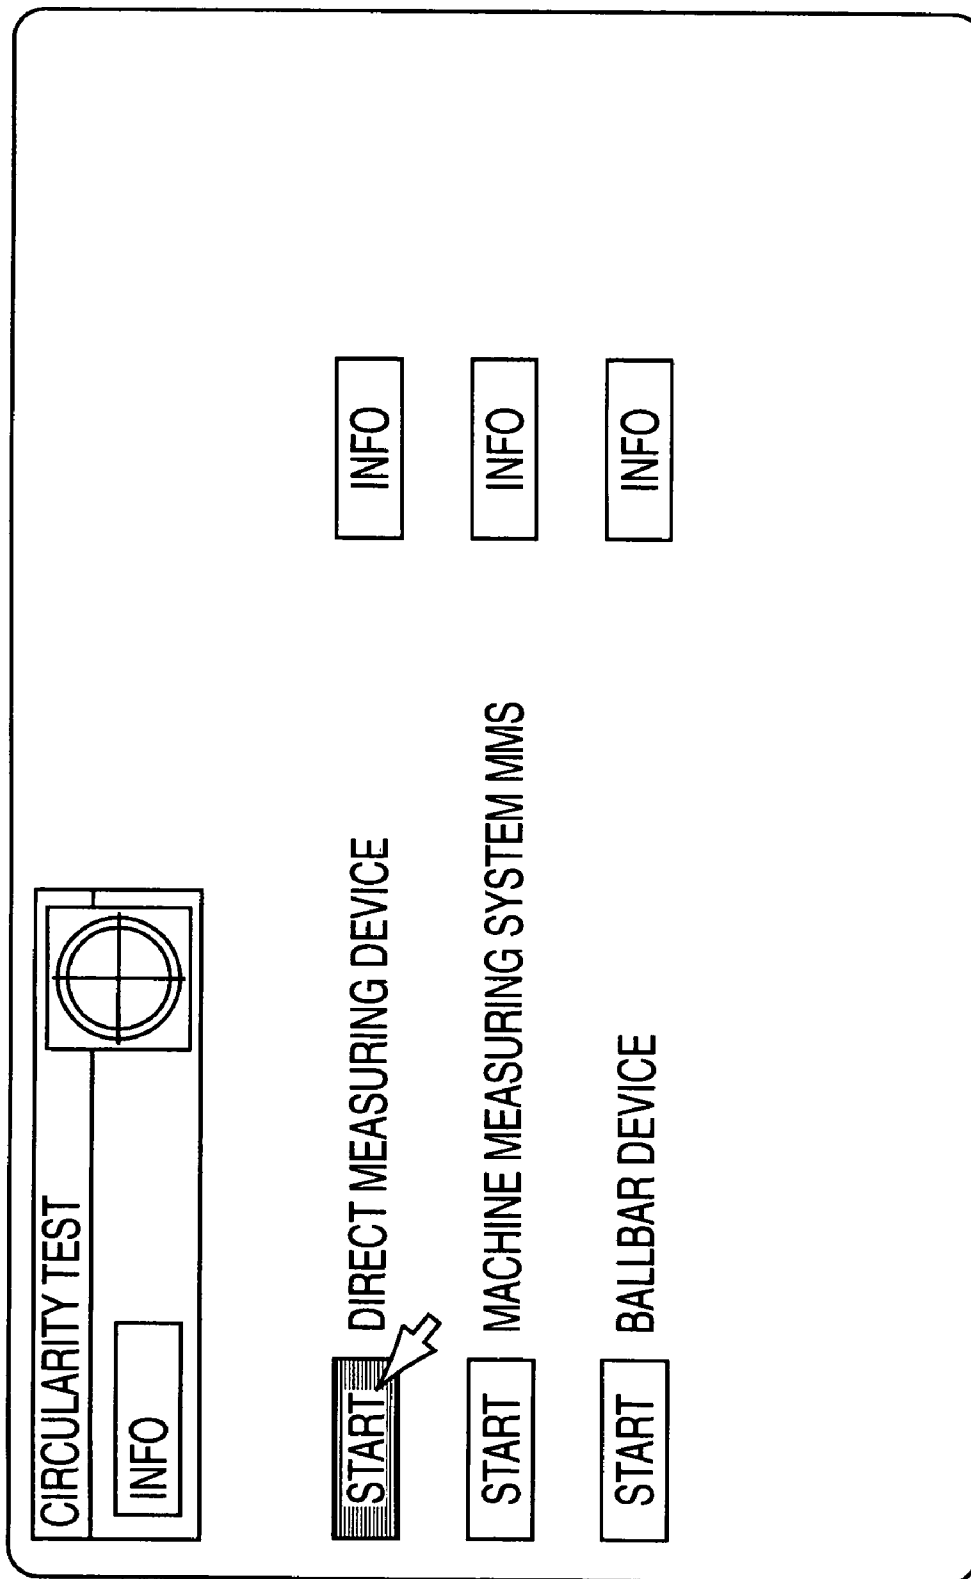 CIRCULARITY TEST
INFO
START DIRECT MEASURING DEVICE INFO
START MACHINE MEASURING SYSTEM MMS INFO
START BALLBAR DEVICE INFO